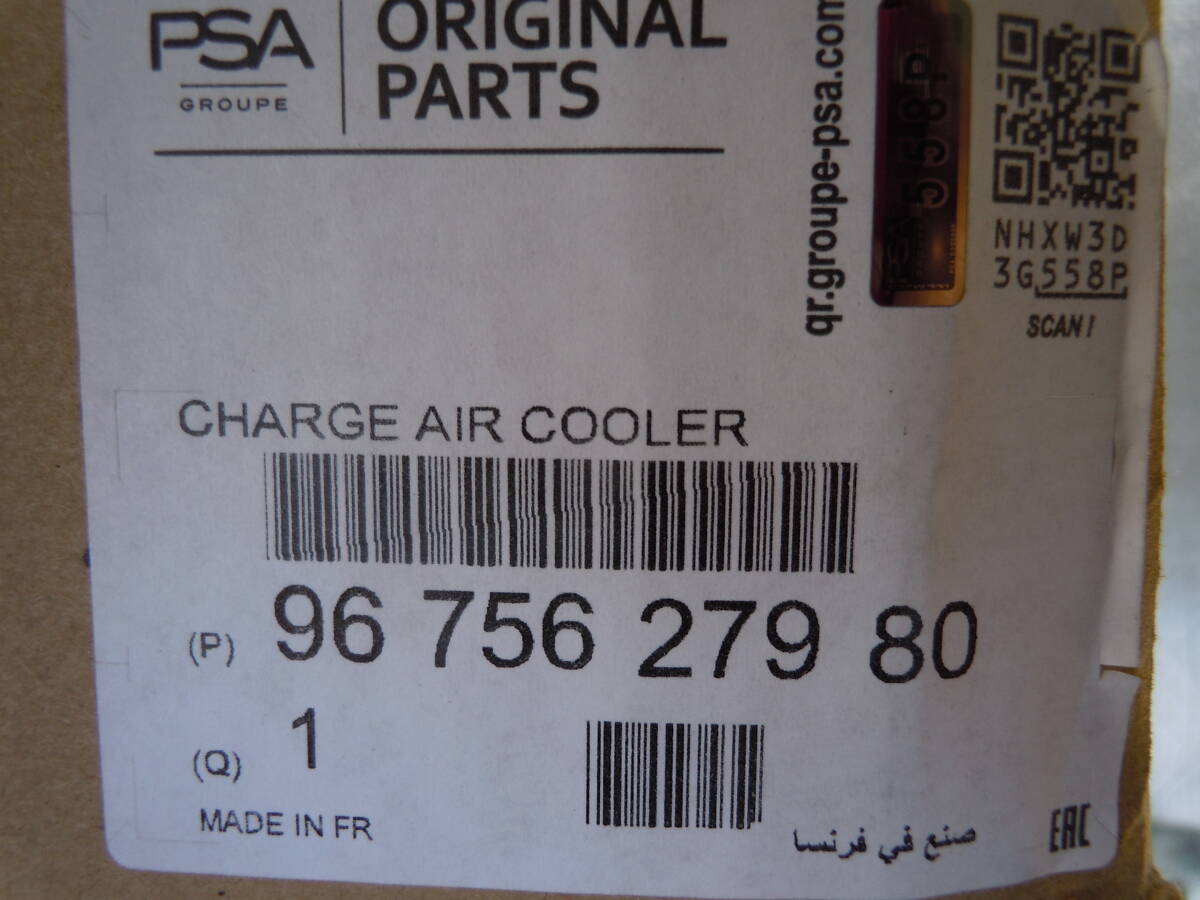 PSA
GROUPE
ORIGINAL
PARTS
qr.groupe-psa.com
558P
NHXW3D
3G558P
SCAN !
CHARGE AIR COOLER
(P) 96 756 279 80
(Q) 1
MADE IN FR
صنع في فرنسا
EAC